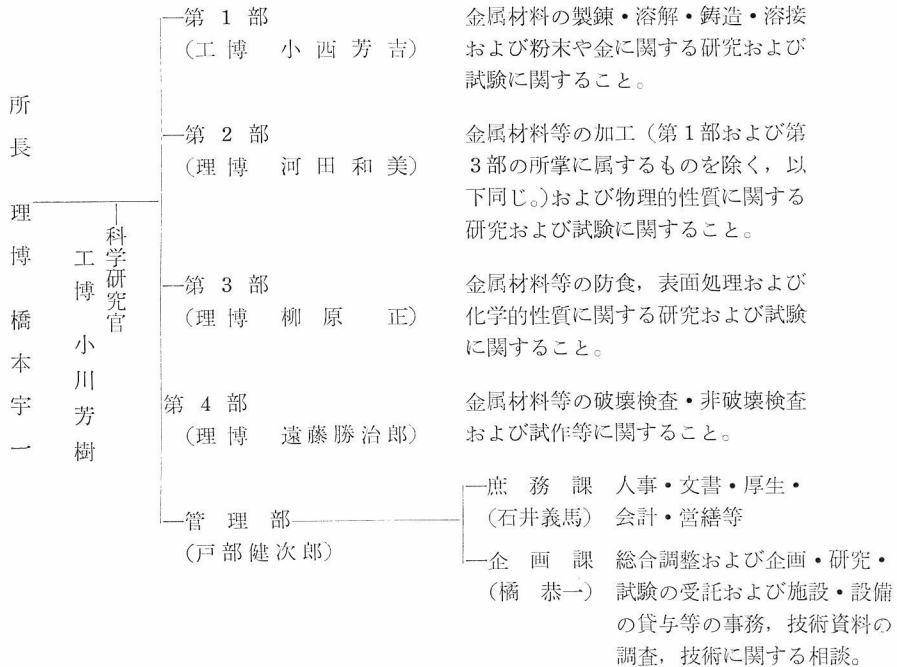 所長　理博　橋本宇一
科学研究官
工博　小川芳樹
第1部
(工博　小西芳吉)
金属材料の製錬・溶解・鋳造・溶接
および粉末や金に関する研究および
試験に関すること。
第2部
(理博　河田和美)
金属材料等の加工（第1部および第
3部の所掌に属するものを除く，以
下同じ。)および物理的性質に関する
研究および試験に関すること。
第3部
(理博　柳原　正)
金属材料等の防食，表面処理および
化学的性質に関する研究および試験
に関すること。
第4部
(理博　遠藤勝治郎)
金属材料等の破壊検査・非破壊検査
および試作等に関すること。
管理部
(戸部健次郎)
庶務課　人事・文書・厚生・
(石井義馬)　会計・営繕等
企画課　総合調整および企画・研究・
(橘　恭一)　試験の受託および施設・設備
の貸与等の事務，技術資料の
調査，技術に関する相談。